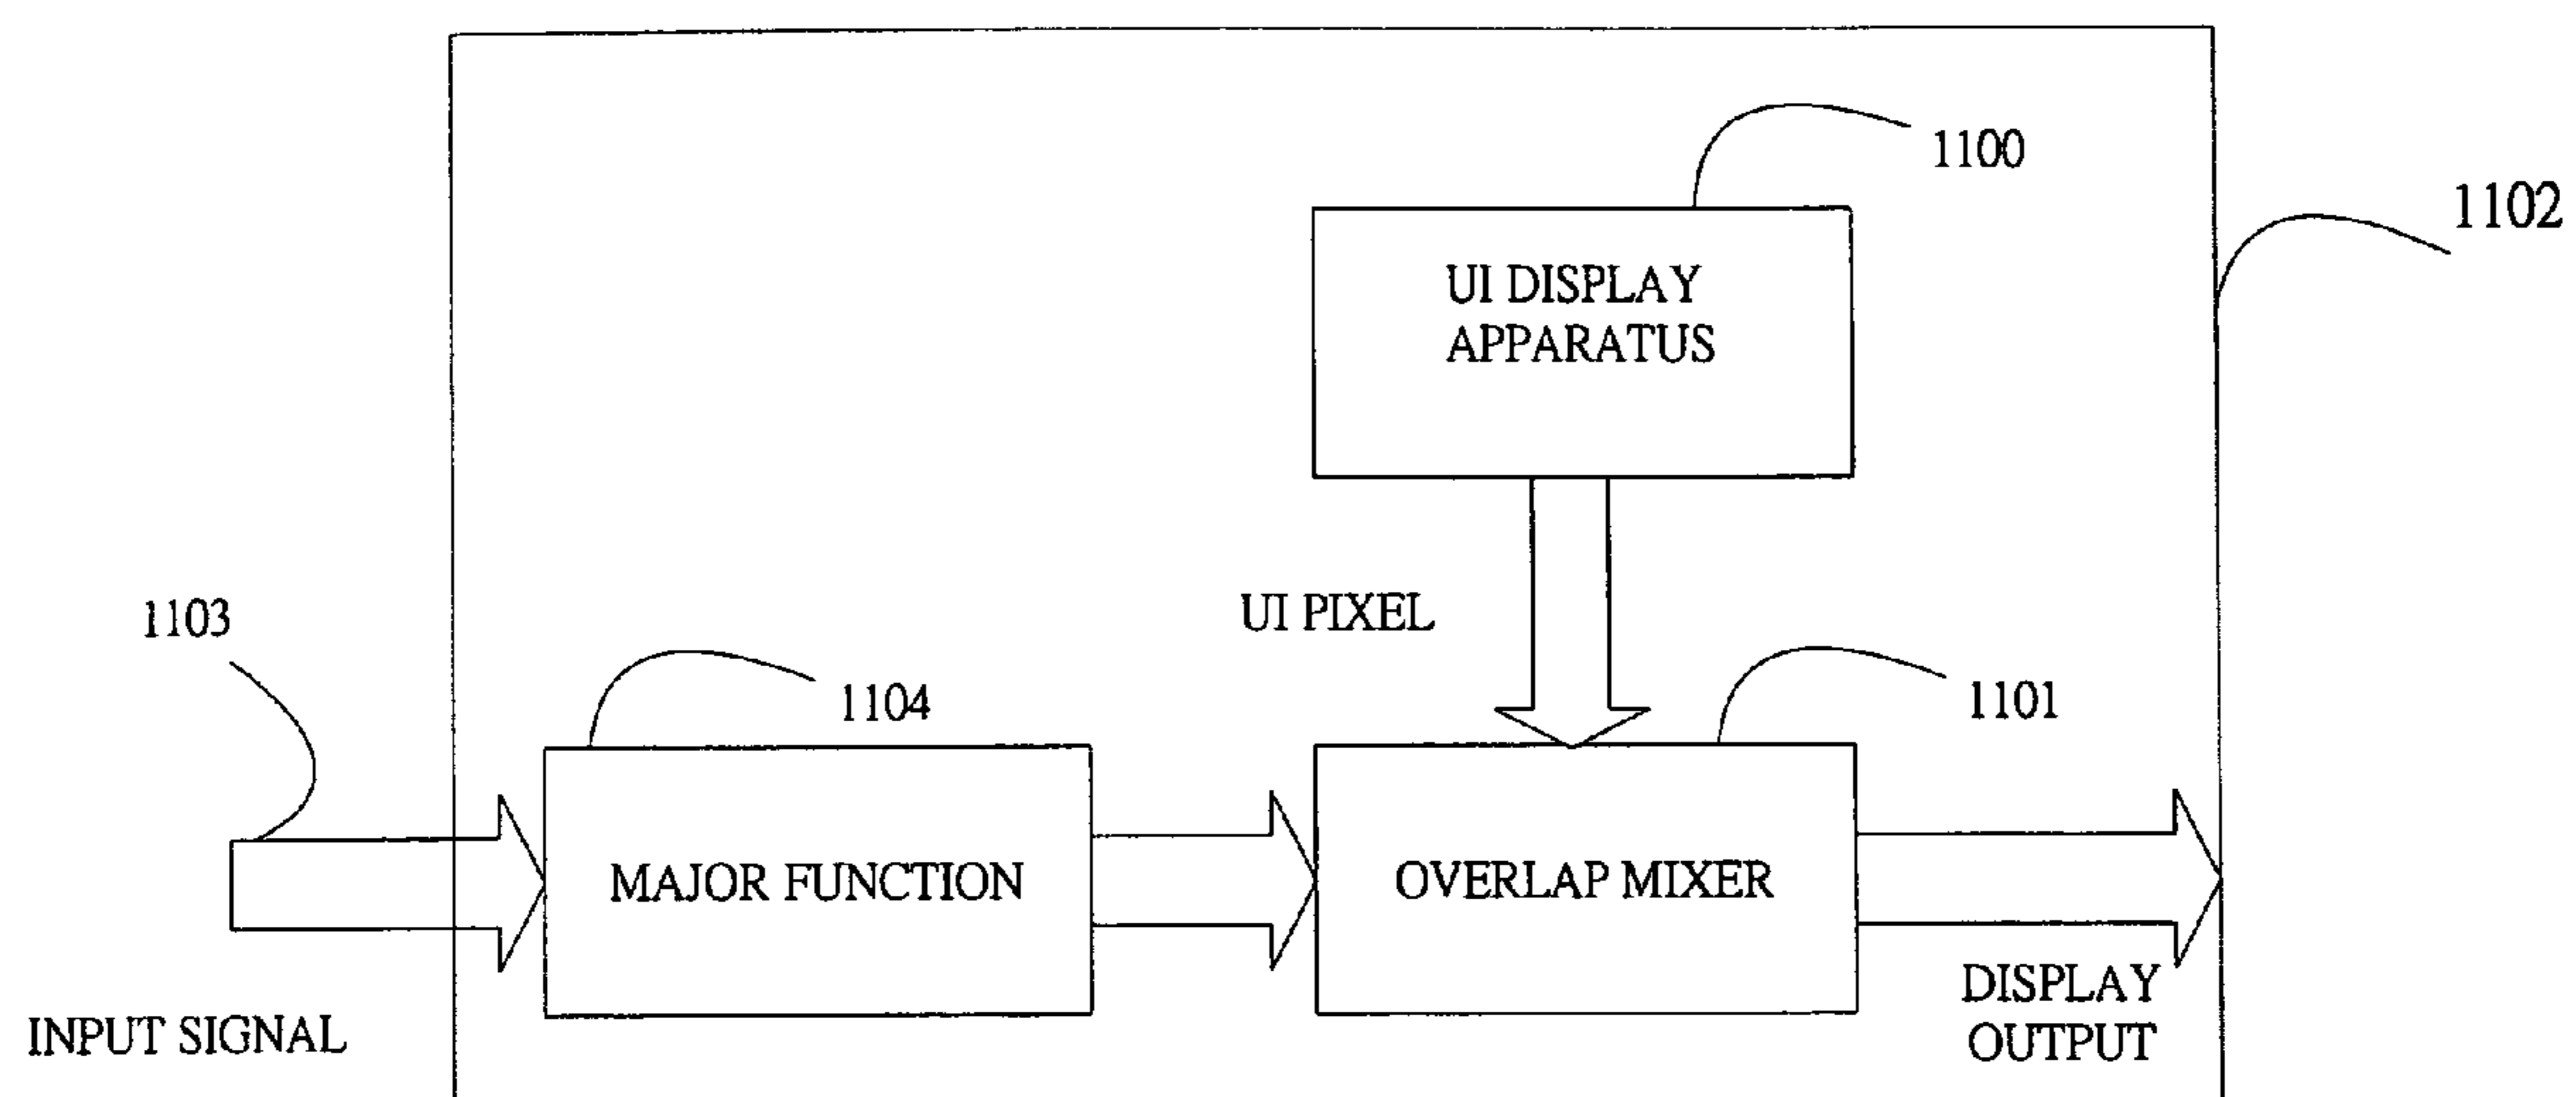 1100
1102
UI DISPLAY
APPARATUS
1103
UI PIXEL
1104
1101
MAJOR FUNCTION
OVERLAP MIXER
INPUT SIGNAL
DISPLAY
OUTPUT